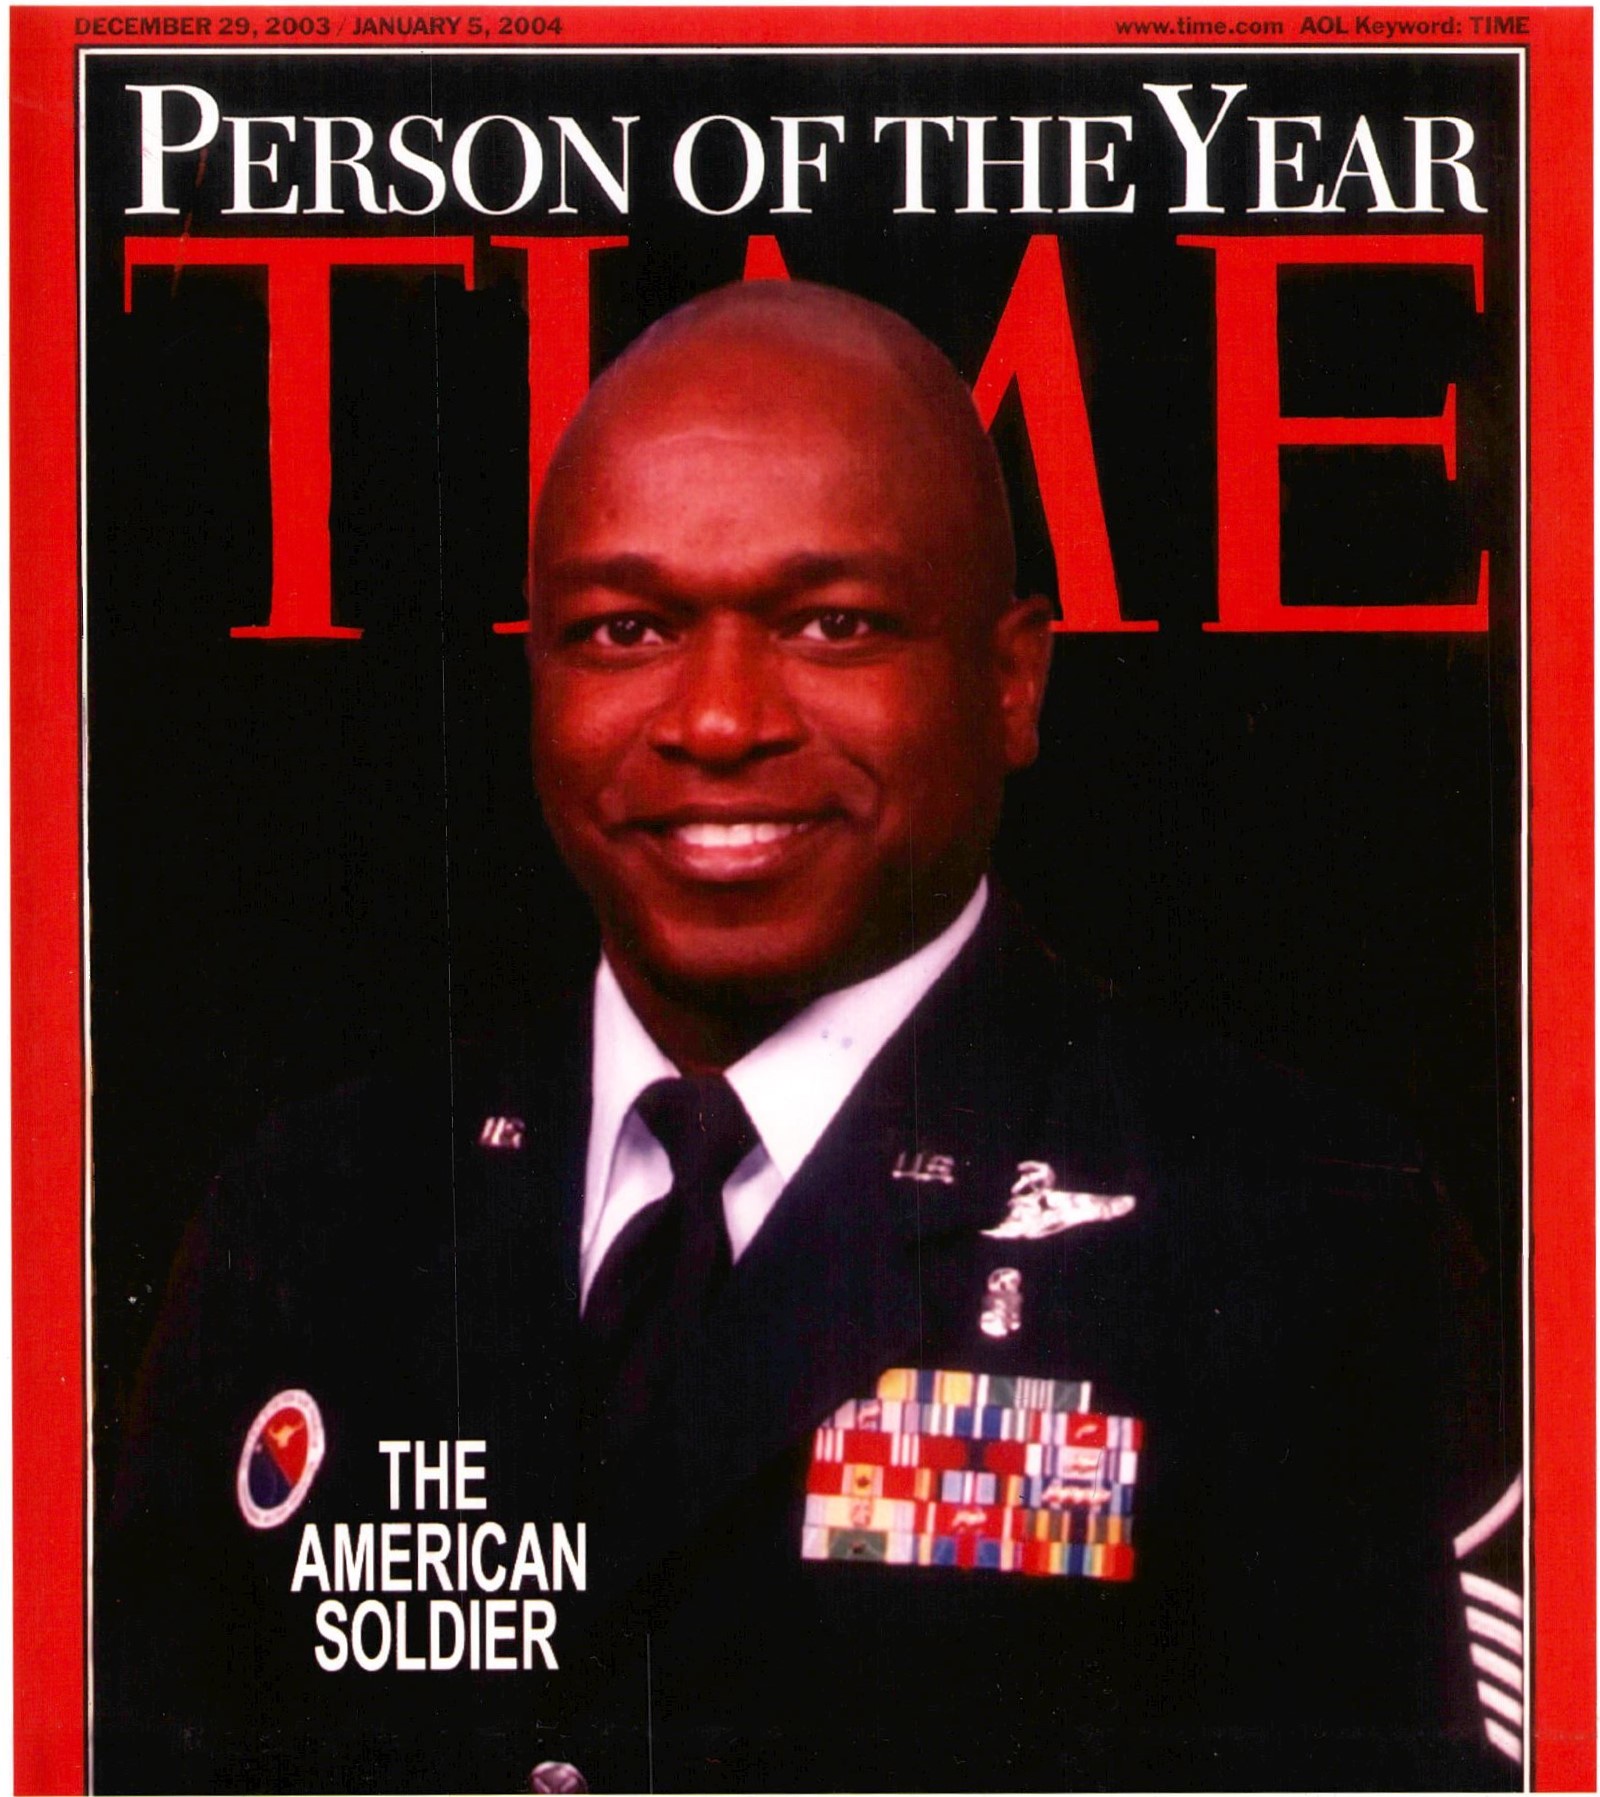 DECEMBER 29, 2003 / JANUARY 5, 2004
www.time.com AOL Keyword: TIME
PERSON OF THE YEAR
TIME
U.S.
U.S.
THE
AMERICAN
SOLDIER